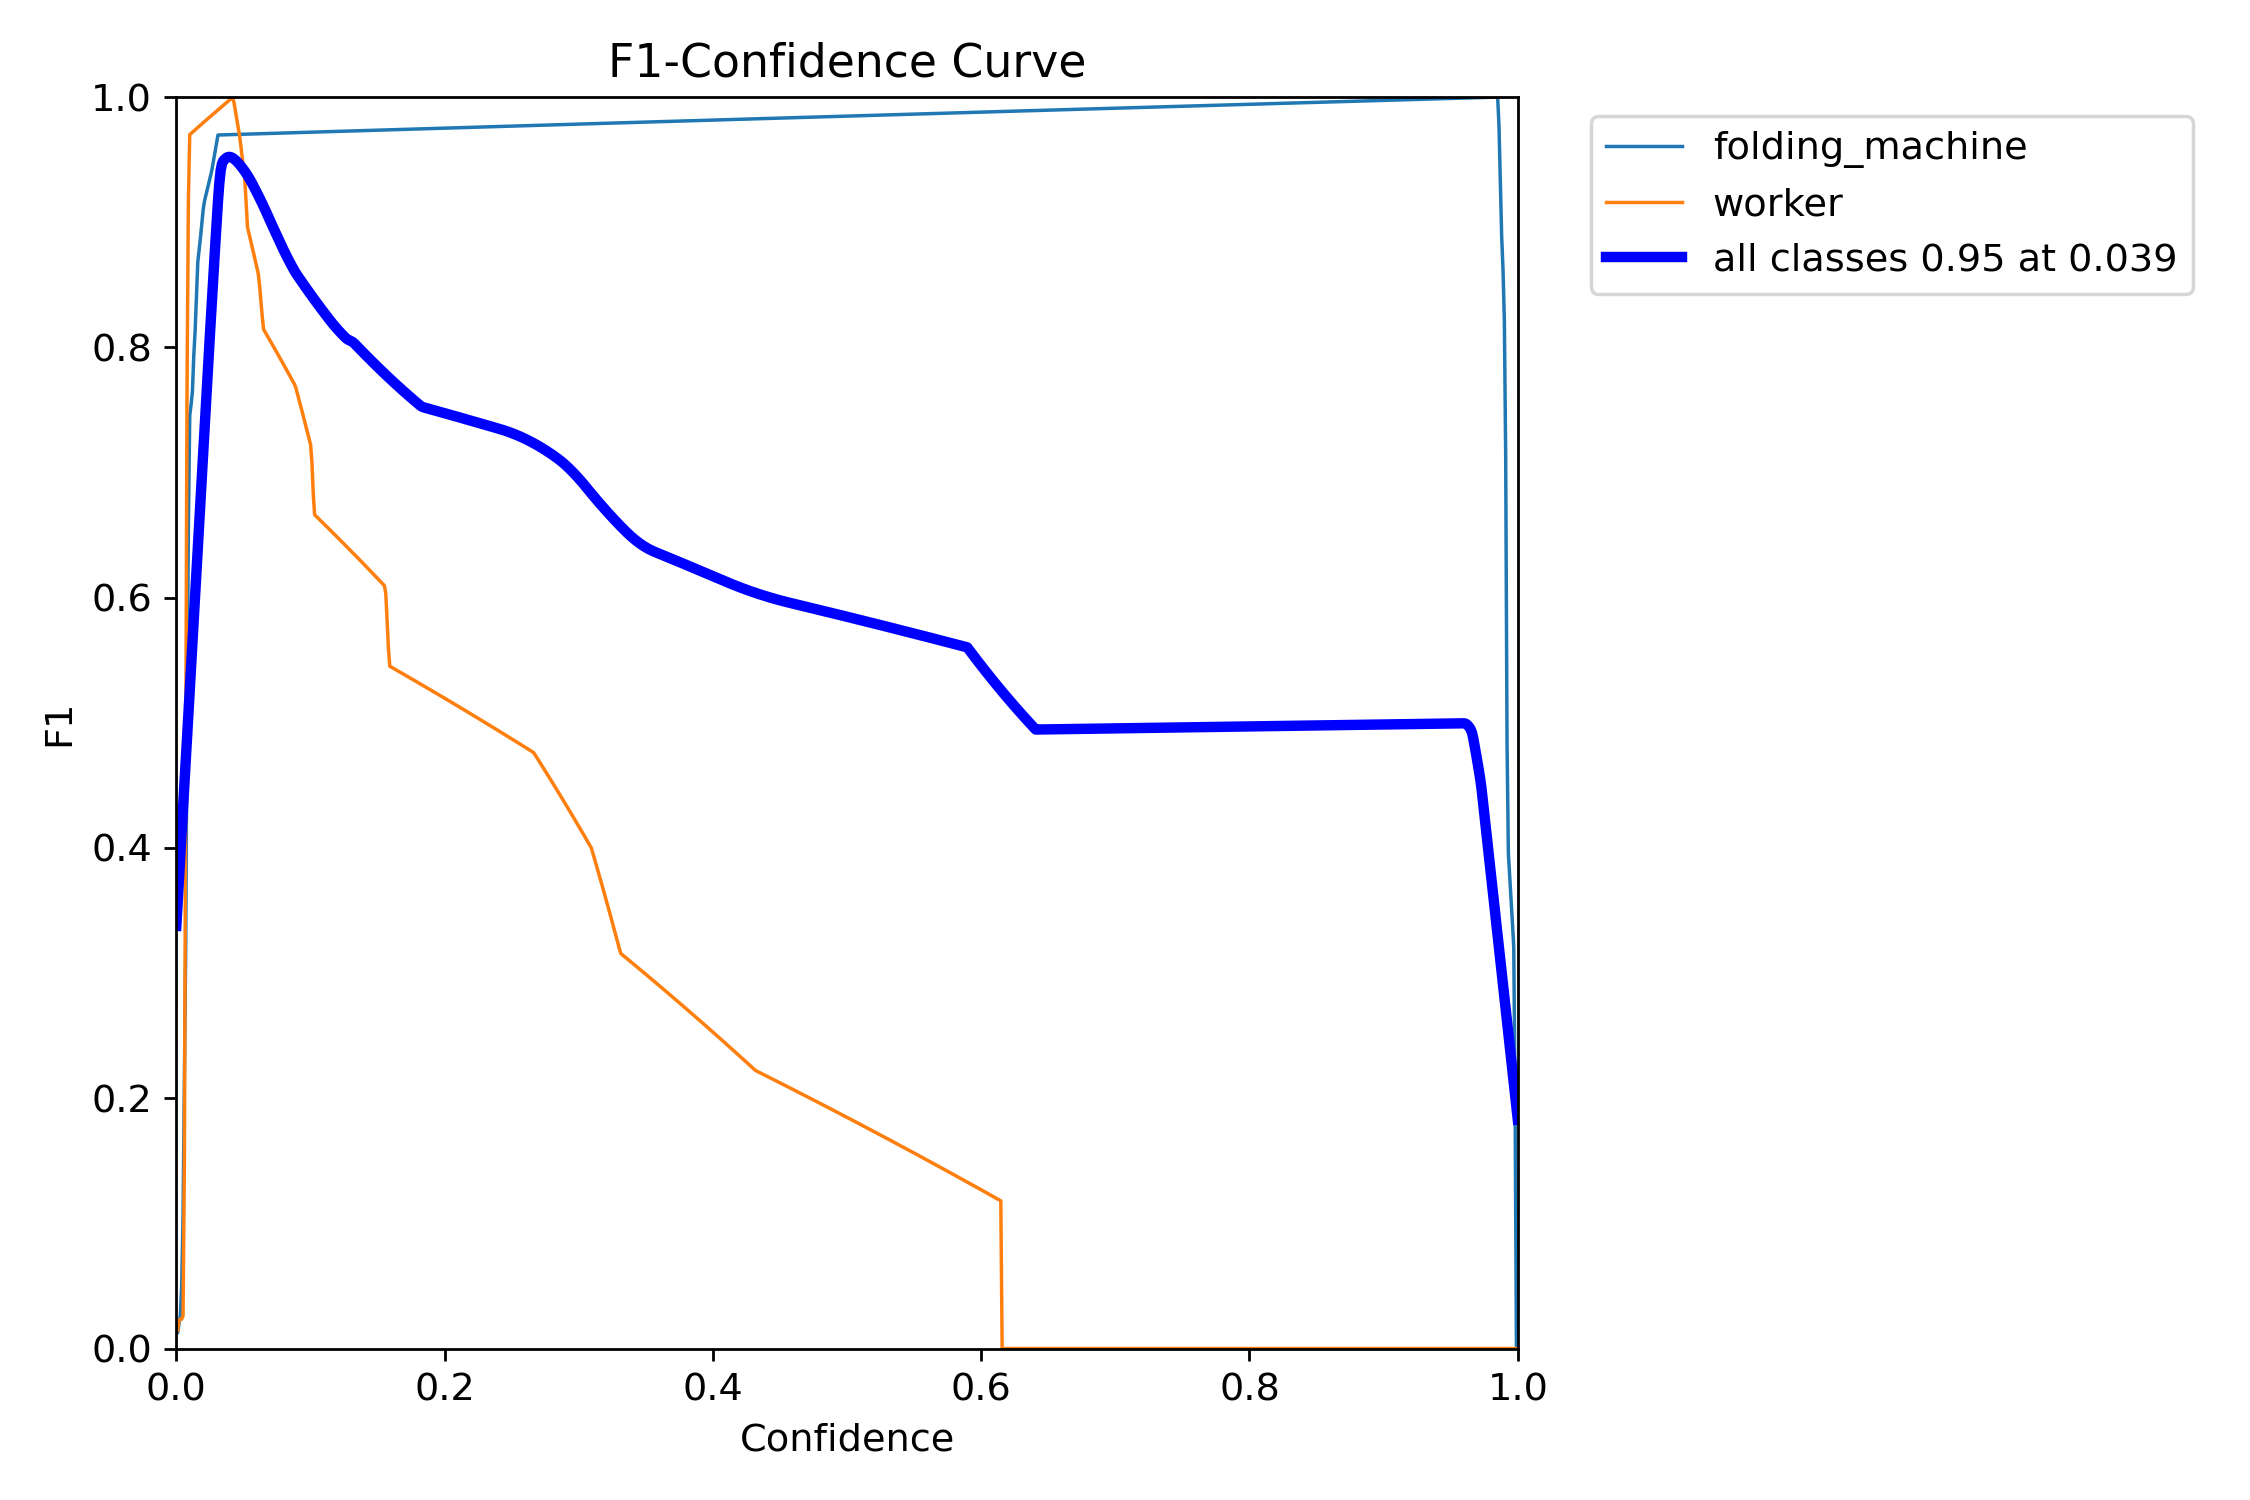 F1-Confidence Curve
1.0
0.8
0.6
0.4
0.2
0.0
F1
0.0 0.2 0.4 0.6 0.8 1.0
Confidence
folding_machine
worker
all classes 0.95 at 0.039